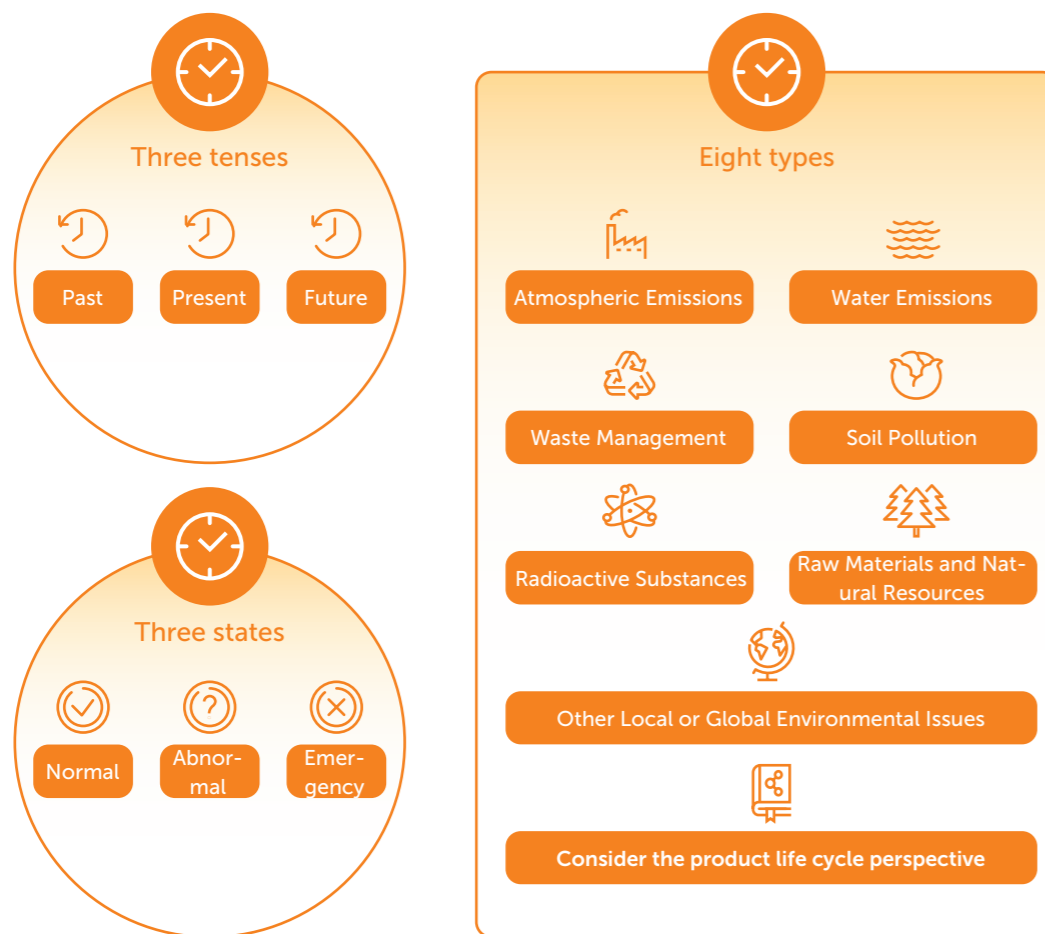 Three tenses
Past
Present
Future
Three states
Normal
Abnor-
mal
Emer-
gency
Eight types
Atmospheric Emissions
Water Emissions
Waste Management
Soil Pollution
Radioactive Substances
Raw Materials and Nat-
ural Resources
Other Local or Global Environmental Issues
Consider the product life cycle perspective